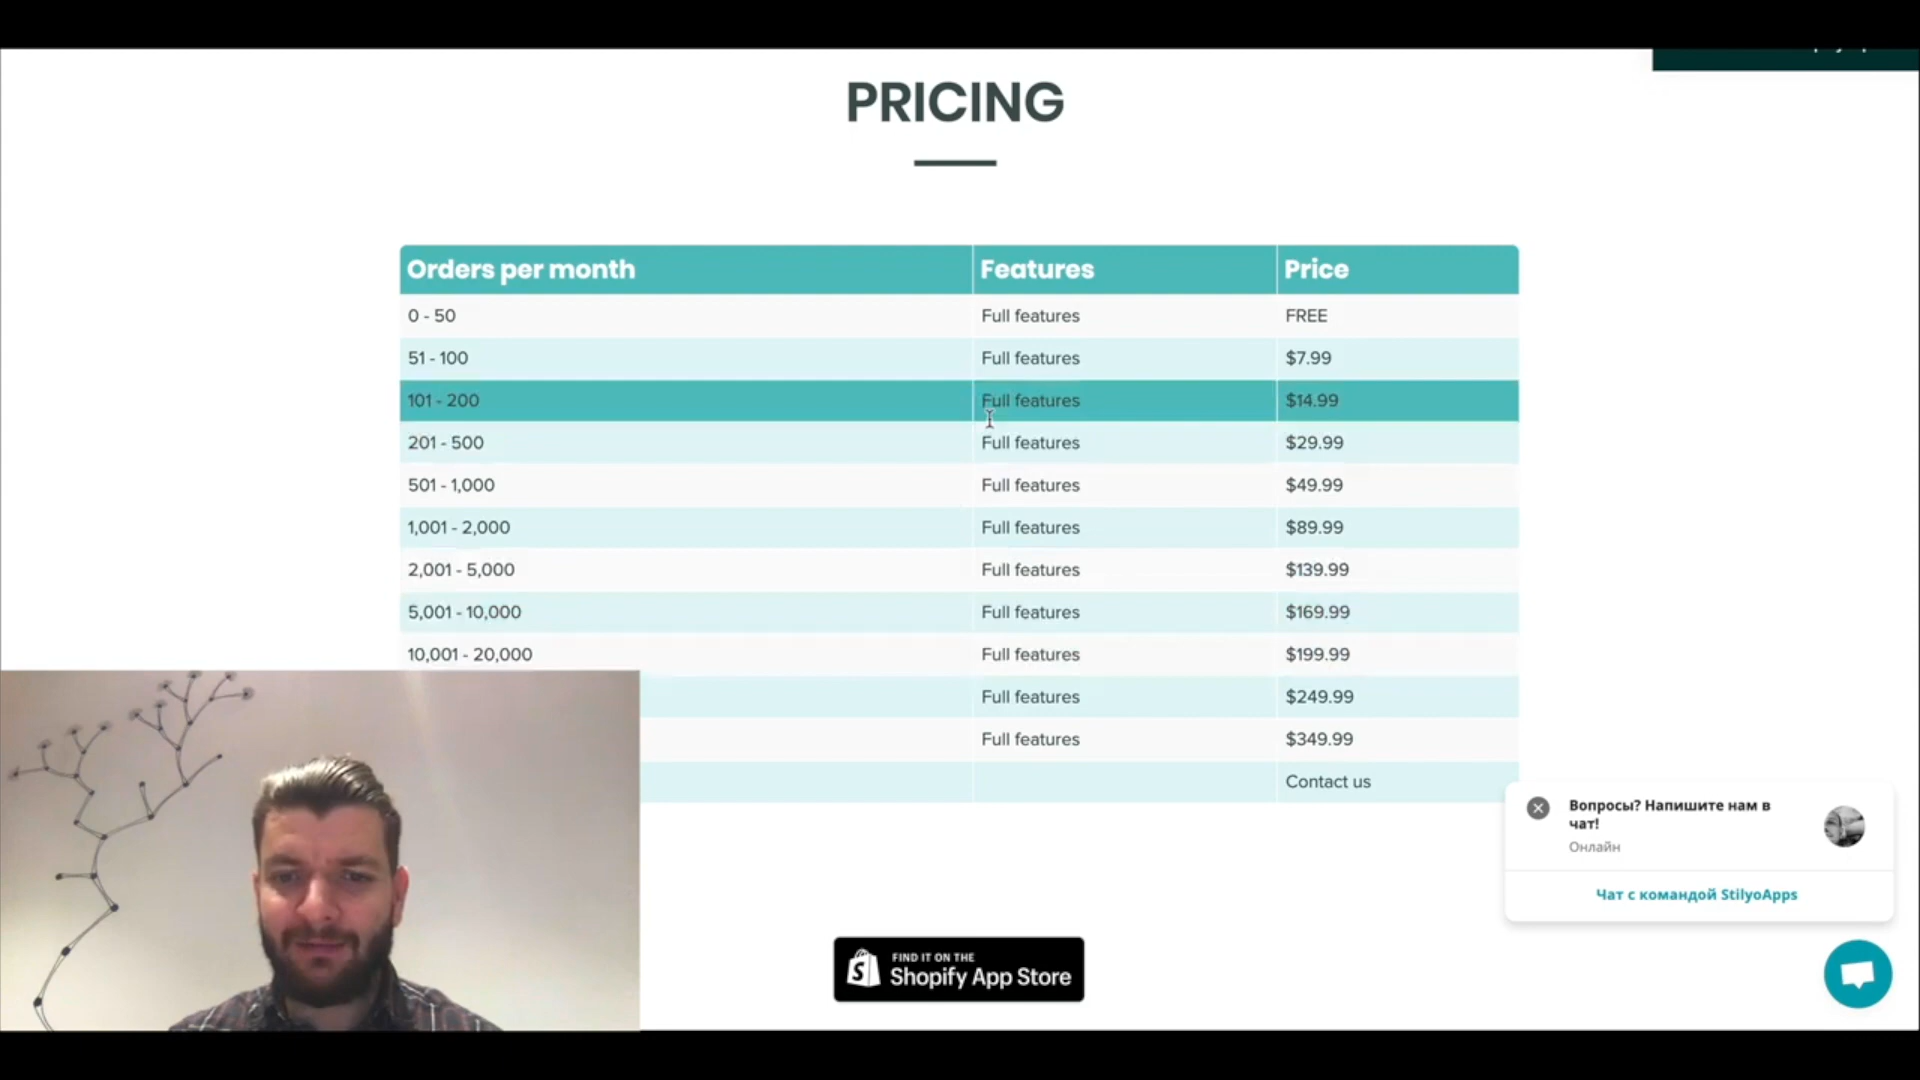 PRICING
Orders per month Features Price
0 - 50 Full features FREE
51 - 100 Full features $7.99
101 - 200 Full features $14.99
201 - 500 Full features $29.99
501 - 1,000 Full features $49.99
1,001 - 2,000 Full features $89.99
2,001 - 5,000 Full features $139.99
5,001 - 10,000 Full features $169.99
10,001 - 20,000 Full features $199.99
Full features $249.99
Full features $349.99
Contact us
Вопросы? Напишите нам в
чат!
Онлайн
Чат с командой StilyoApps
FIND IT ON THE
Shopify App Store